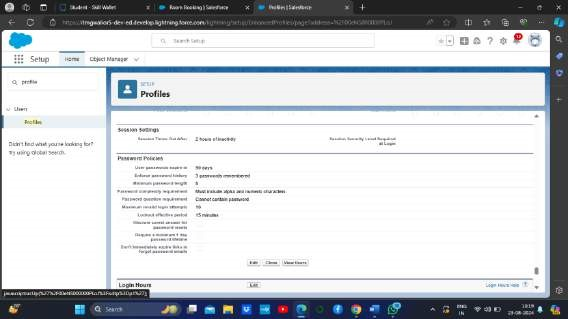 Student - Skill Wallet
Room Booking | Salesforce
Profiles | Salesforce
Search Setup
Setup
Home
Object Manager
profile
Users
Profiles
Didn't find what you're looking for?
Try using Global Search.
SETUP
Profiles
Session Settings
Session Times Out After 2 hours of inactivity
Session Security Level Required
at Login
Password Policies
User passwords expire in 90 days
Enforce password history 3 passwords remembered
Minimum password length 8
Password complexity requirement Must include alpha and numeric characters
Password question requirement Cannot contain password
Maximum invalid login attempts 10
Lockout effective period 15 minutes
Obscure secret answer for
password resets
Require a minimum 1 day
password lifetime
Don't immediately expire links in
forgot password emails
Edit Clone View Users
Login Hours Edit
Login Hours Help
Search
ENG
IN
10:19
23-08-2024